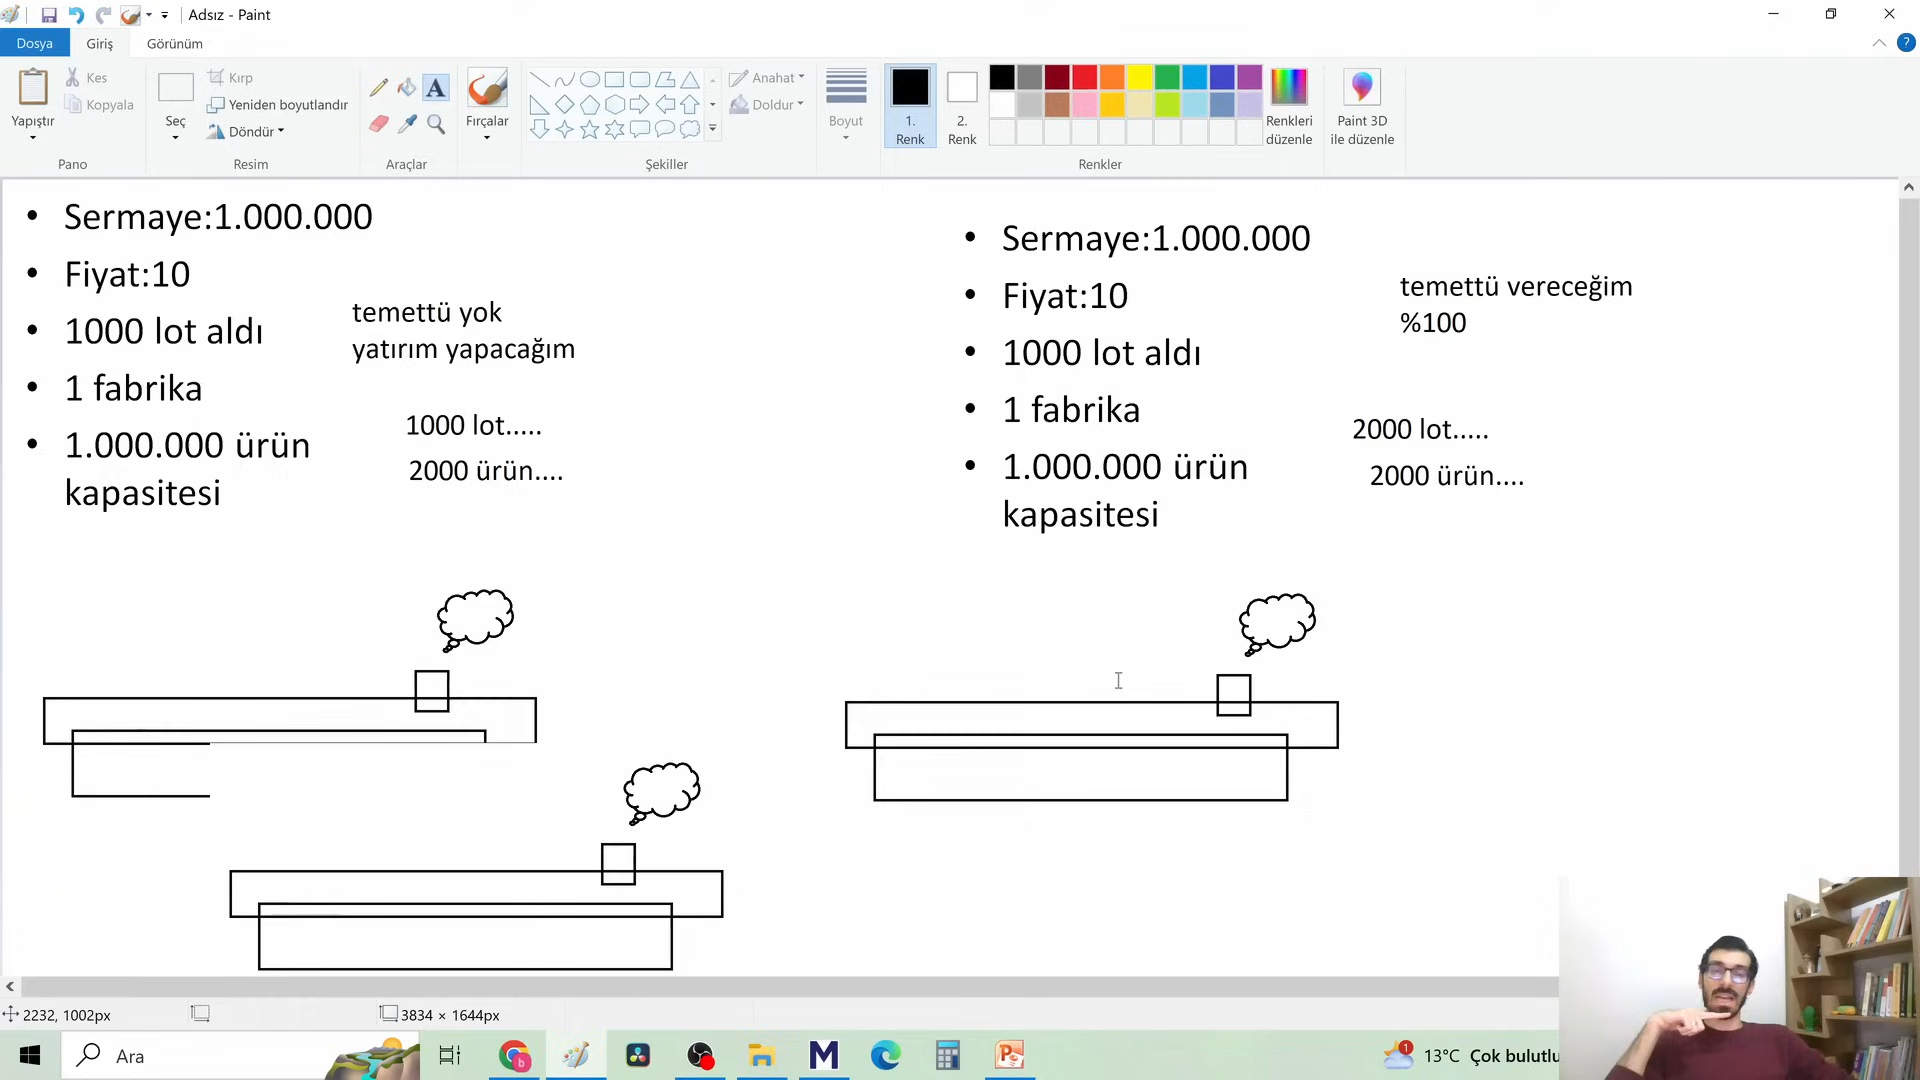 Adsız - Paint
Dosya
Giriş
Görünüm
Yapıştır
Kes
Kopyala
Pano
Seç
Kırp
Yeniden boyutlandır
Döndür
Resim
A
Araçlar
Fırçalar
Şekiller
Anahat
Doldur
Boyut
1.
Renk
2.
Renk
Renkler
Renkleri
düzenle
Paint 3D
ile düzenle
?
• Sermaye:1.000.000
• Fiyat:10
• 1000 lot aldı
• 1 fabrika
• 1.000.000 ürün
kapasitesi
temettü yok
yatırım yapacağım
1000 lot.....
2000 ürün....
• Sermaye:1.000.000
• Fiyat:10
• 1000 lot aldı
• 1 fabrika
• 1.000.000 ürün
kapasitesi
temettü vereceğim
%100
2000 lot.....
2000 ürün....
2232, 1002px
3834 × 1644px
Ara
b
M
P
1
13°C Çok bulutlu